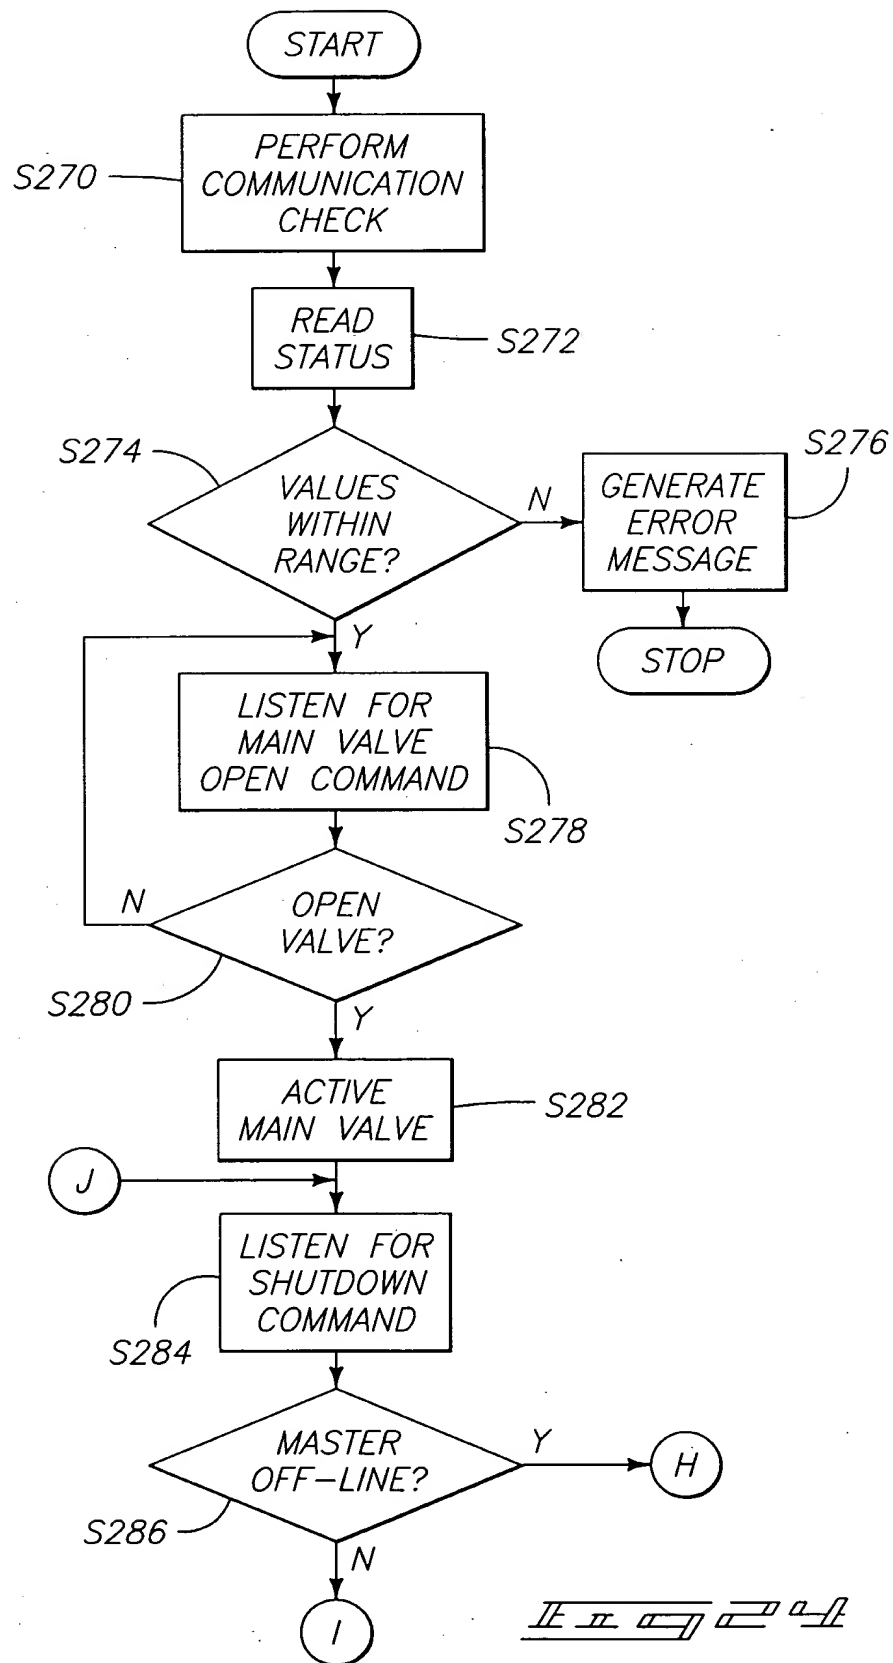 START
PERFORM
COMMUNICATION
CHECK
S270
READ
STATUS
S272
S274
VALUES
WITHIN
RANGE?
N
GENERATE
ERROR
MESSAGE
S276
STOP
Y
LISTEN FOR
MAIN VALVE
OPEN COMMAND
S278
N
OPEN
VALVE?
S280
Y
ACTIVE
MAIN VALVE
S282
J
LISTEN FOR
SHUTDOWN
COMMAND
S284
MASTER
OFF-LINE?
Y
H
S286
N
I
FIG 24